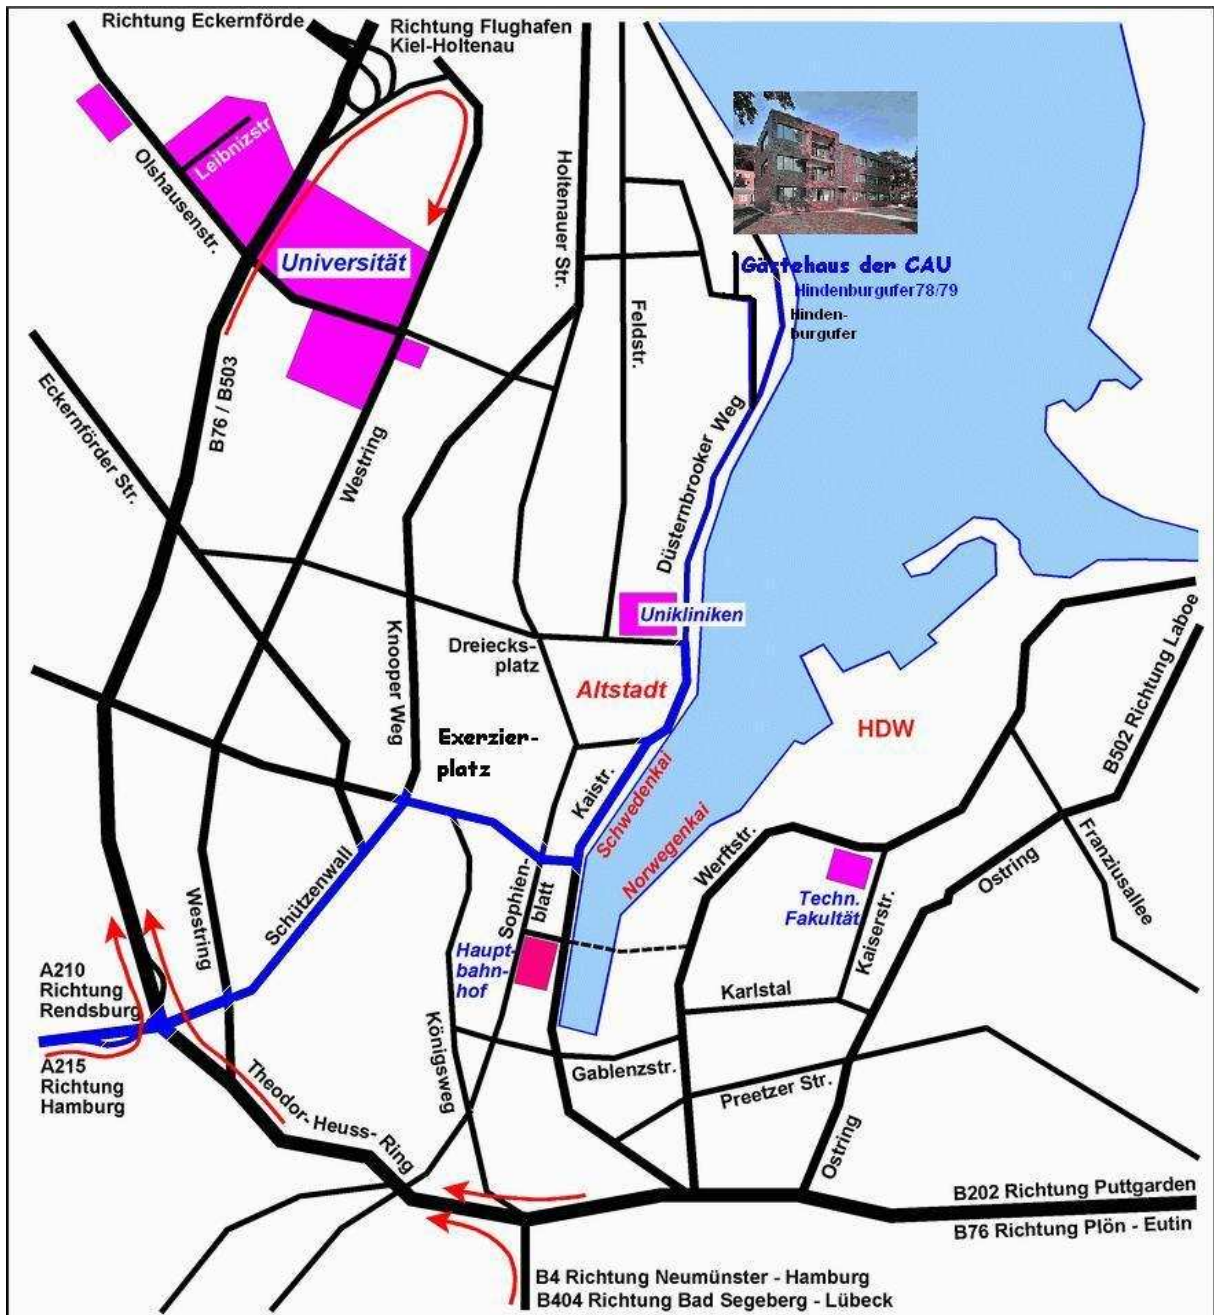 Richtung Eckernförde
Richtung Flughafen
Kiel-Holtenau
Leibnizstr
Olshausenstr.
Universität
Holtenauer Str.
Gästehaus der CAU
Hindenburgufer78/79
Hinden-
burgufer
Feldstr.
B76 / B503
Eckernförder Str.
Westring
Düsternbrooker Weg
Unikliniken
Knooper Weg
Dreiecks-
platz
Altstadt
HDW
B502 Richtung Laboe
Exerzier-
platz
Kaistr.
Schwedenkai
Norwegenkai
Werftstr.
Ostring
Franziusallee
Techn.
Fakultät
Kaiserstr.
Schützenwall
Westring
Sophien-
blatt
Haupt-
bahn-
hof
A210
Richtung
Rendsburg
Karlstal
Königsweg
A215
Richtung
Hamburg
Gablenzstr.
Preetzer Str.
Theodor- Heuss- Ring
Ostring
B202 Richtung Puttgarden
B76 Richtung Plön - Eutin
B4 Richtung Neumünster - Hamburg
B404 Richtung Bad Segeberg - Lübeck